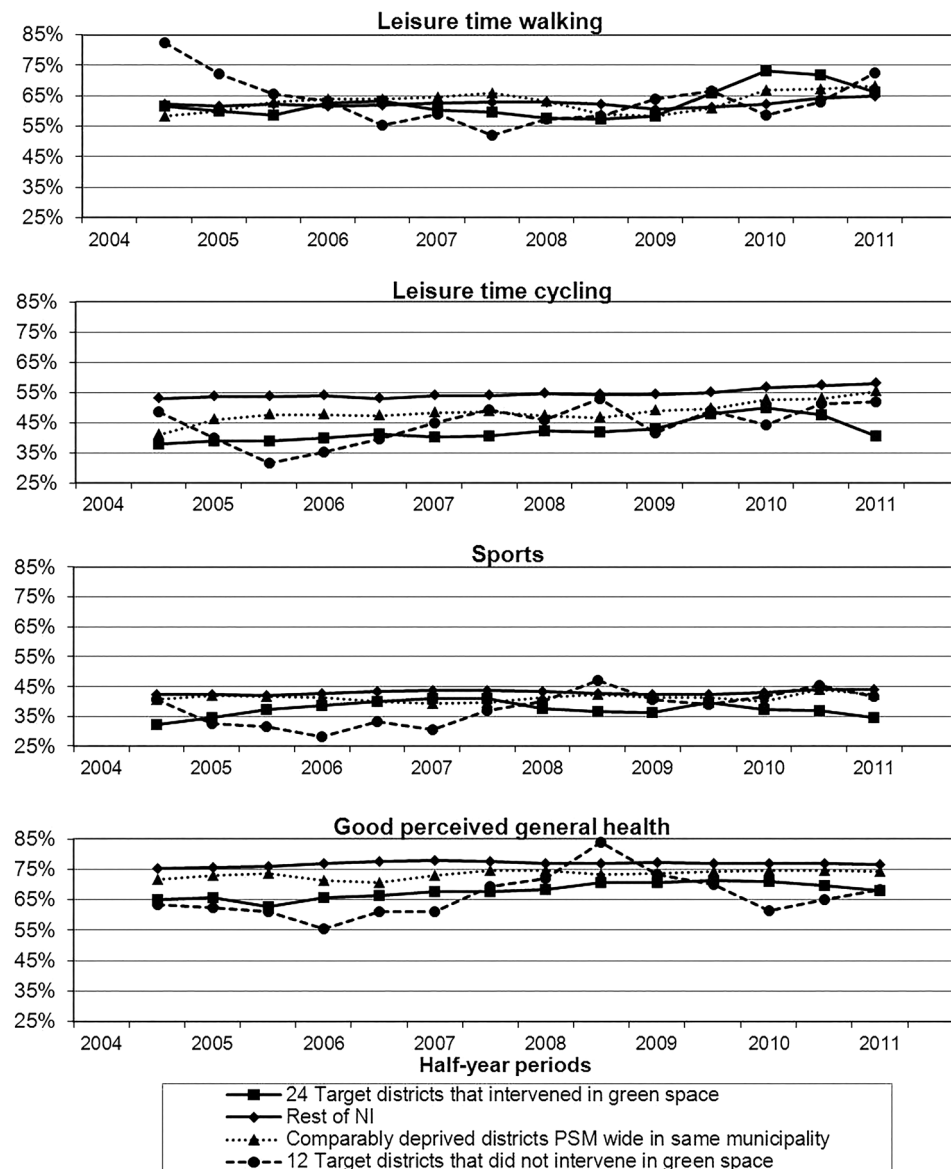 Leisure time walking
85%
75%
65%
55%
45%
35%
25%
2004 2005 2006 2007 2008 2009 2010 2011
Leisure time cycling
85%
75%
65%
55%
45%
35%
25%
2004 2005 2006 2007 2008 2009 2010 2011
Sports
85%
75%
65%
55%
45%
35%
25%
2004 2005 2006 2007 2008 2009 2010 2011
Good perceived general health
85%
75%
65%
55%
45%
35%
25%
2004 2005 2006 2007 2008 2009 2010 2011
Half-year periods
24 Target districts that intervened in green space
Rest of NI
Comparably deprived districts PSM wide in same municipality
12 Target districts that did not intervene in green space